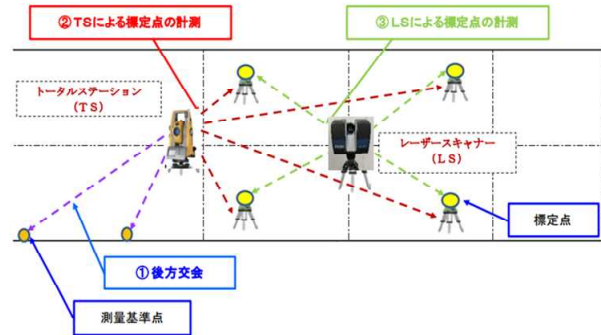 ②TSによる標定点の計測
③LSによる標定点の計測
トータルステーション
（TS）
レーザースキャナー
（LS）
標定点
①後方交会
測量基準点